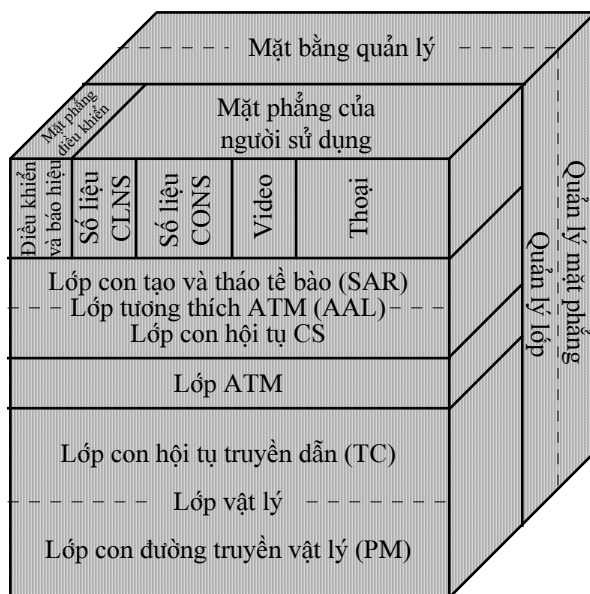 Mặt bằng quản lý
Mặt phẳng
điều khiển
Mặt phẳng của
người sử dụng
Điều khiển
và báo hiệu
Số liệu
CLNS
Số liệu
CONS
Video
Thoại
Lớp con tạo và tháo tề bào (SAR)
Lớp tương thích ATM (AAL)
Lớp con hội tụ CS
Lớp ATM
Lớp con hội tụ truyền dẫn (TC)
Lớp vật lý
Lớp con đường truyền vật lý (PM)
Quản lý lớp
Quản lý mặt phẳng